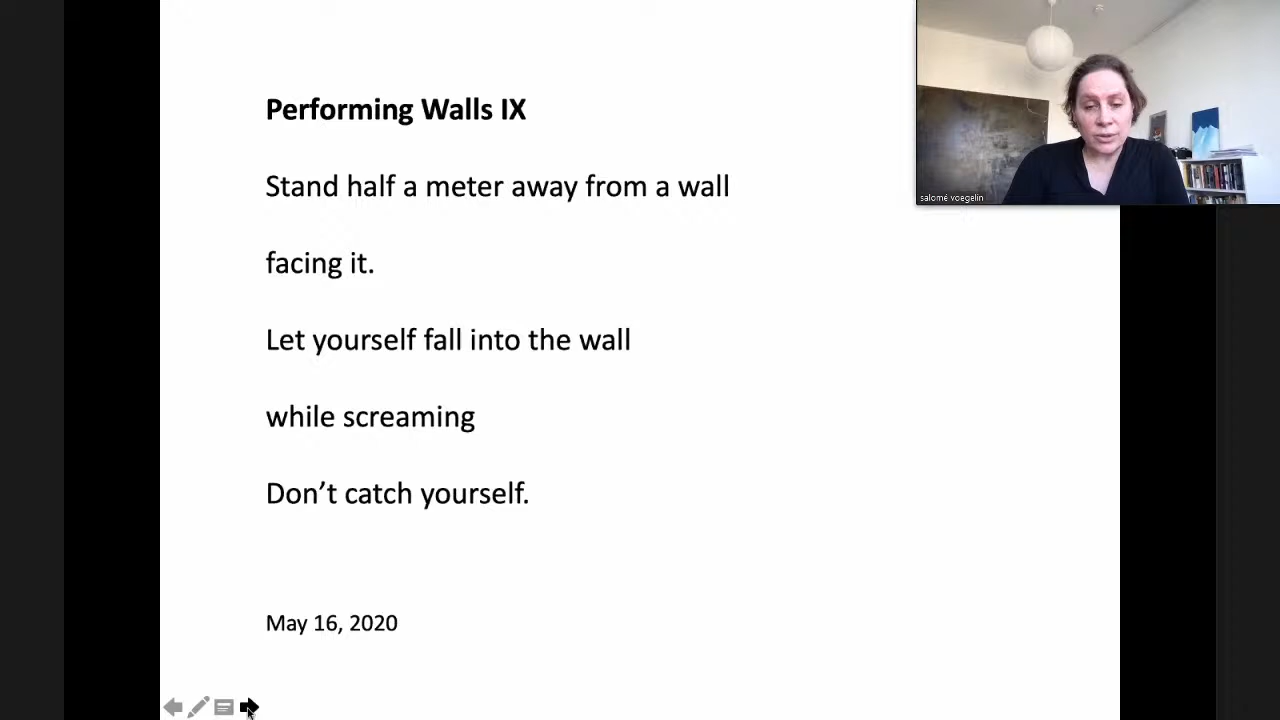 Performing Walls IX
Stand half a meter away from a wall
facing it.
Let yourself fall into the wall
while screaming
Don’t catch yourself.
May 16, 2020
salomé voegelin